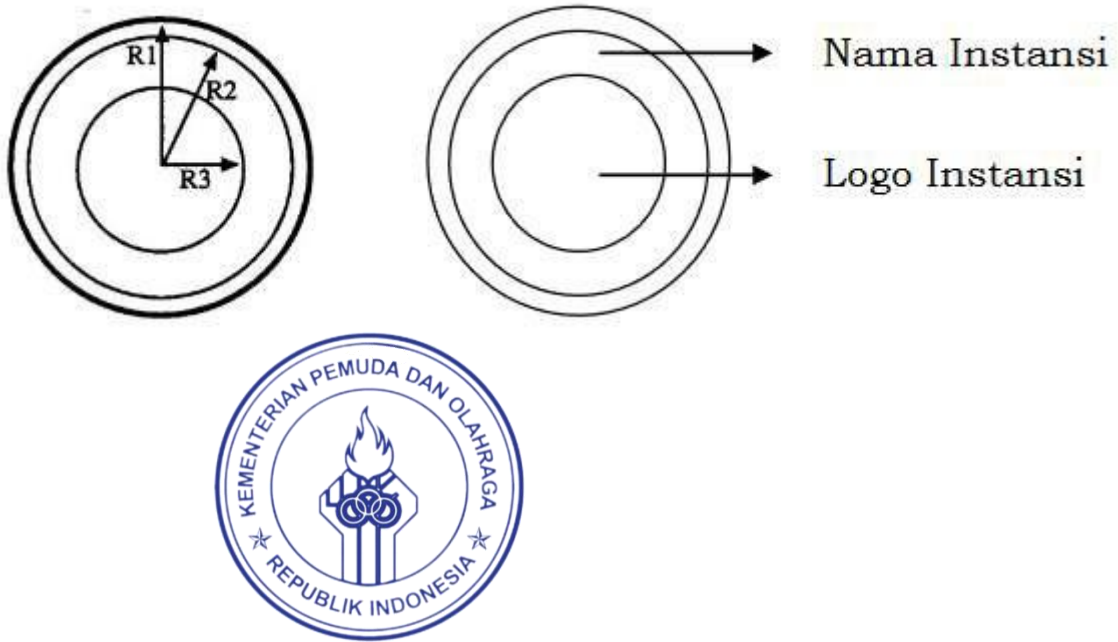 R1
R2
R3
Nama Instansi
Logo Instansi
KEMENTERIAN PEMUDA DAN OLAHRAGA
REPUBLIK INDONESIA